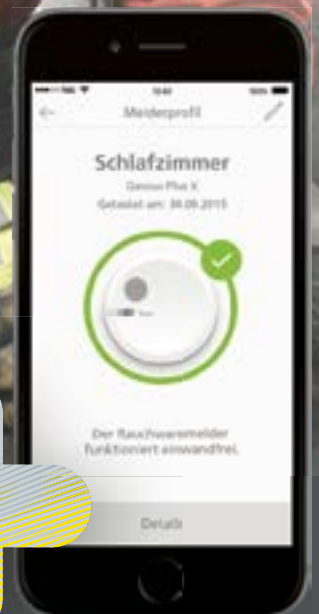 Melderprofil
Schlafzimmer
Genius Plus X
Getestet am: 30.09.2015
Der Rauchwarnmelder
funktioniert einwandfrei.
Details